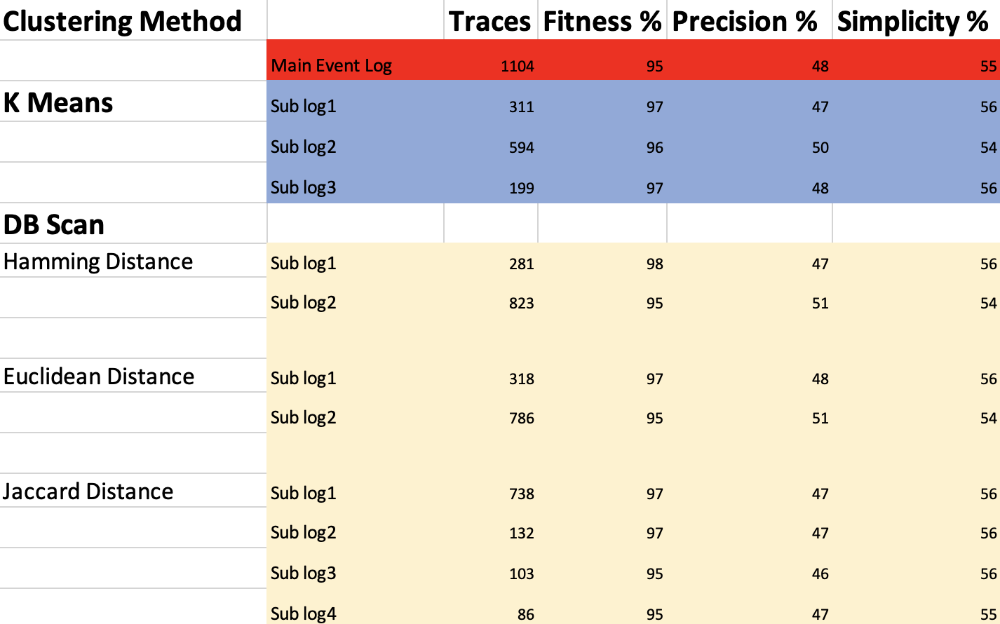 Clustering Method Traces Fitness % Precision % Simplicity %
Main Event Log 1104 95 48 55
K Means Sub log1 311 97 47 56
Sub log2 594 96 50 54
Sub log3 199 97 48 56
DB Scan
Hamming Distance Sub log1 281 98 47 56
Sub log2 823 95 51 54
Euclidean Distance Sub log1 318 97 48 56
Sub log2 786 95 51 54
Jaccard Distance Sub log1 738 97 47 56
Sub log2 132 97 47 56
Sub log3 103 95 46 56
Sub log4 86 95 47 55